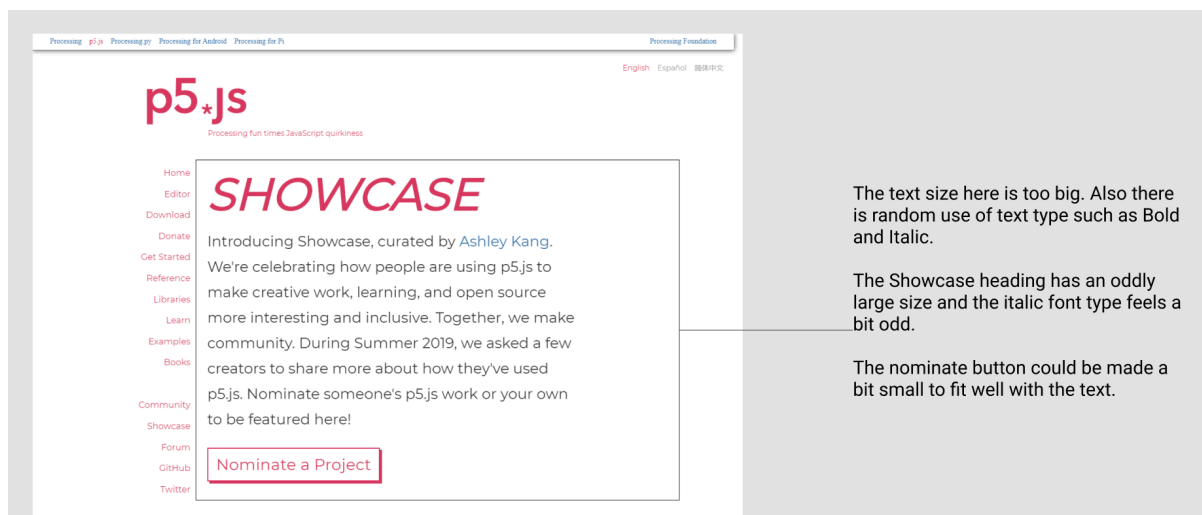 Processing p5.js Processing.py Processing for Android Processing for Pi Processing Foundation
English Español 简体中文
p5*JS
Processing fun times JavaScript quirkiness
Home
Editor
Download
Donate
Get Started
Reference
Libraries
Learn
Examples
Books
Community
Showcase
Forum
GitHub
Twitter
SHOWCASE
Introducing Showcase, curated by Ashley Kang.
We're celebrating how people are using p5.js to
make creative work, learning, and open source
more interesting and inclusive. Together, we make
community. During Summer 2019, we asked a few
creators to share more about how they've used
p5.js. Nominate someone's p5.js work or your own
to be featured here!
Nominate a Project
The text size here is too big. Also there
is random use of text type such as Bold
and Italic.
The Showcase heading has an oddly
large size and the italic font type feels a
bit odd.
The nominate button could be made a
bit small to fit well with the text.